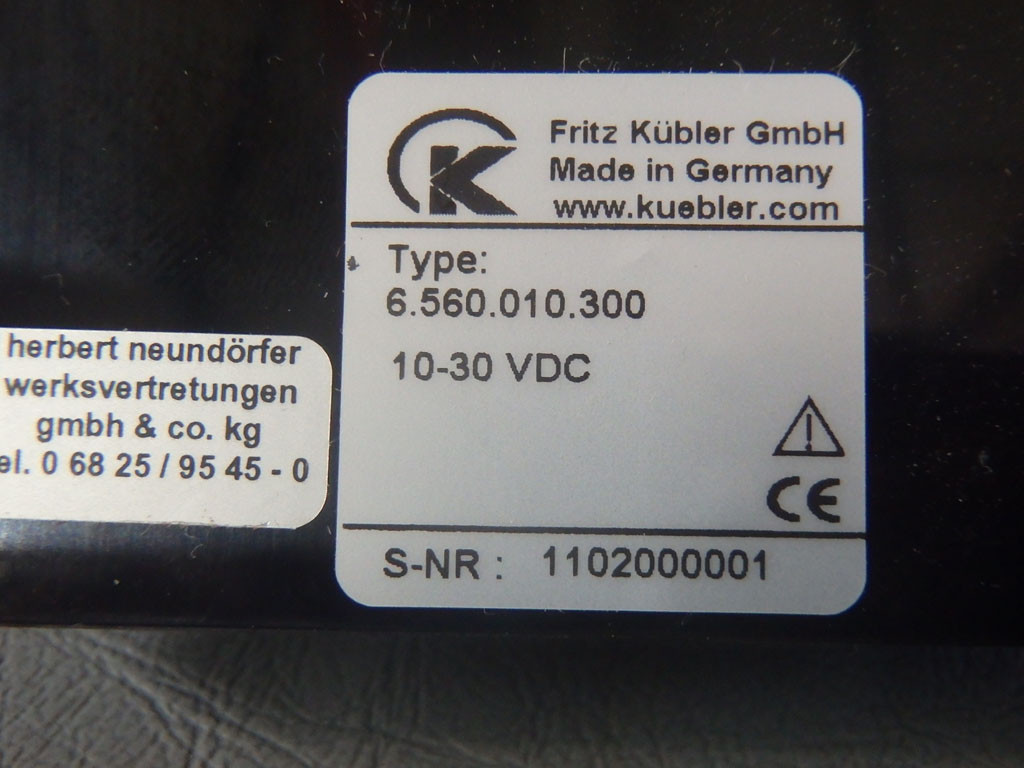 Fritz Kübler GmbH
Made in Germany
www.kuebler.com
Type:
6.560.010.300
10-30 VDC
CE
S-NR : 1102000001
herbert neundörfer
werksvertretungen
gmbh & co. kg
el. 0 68 25 / 95 45 - 0